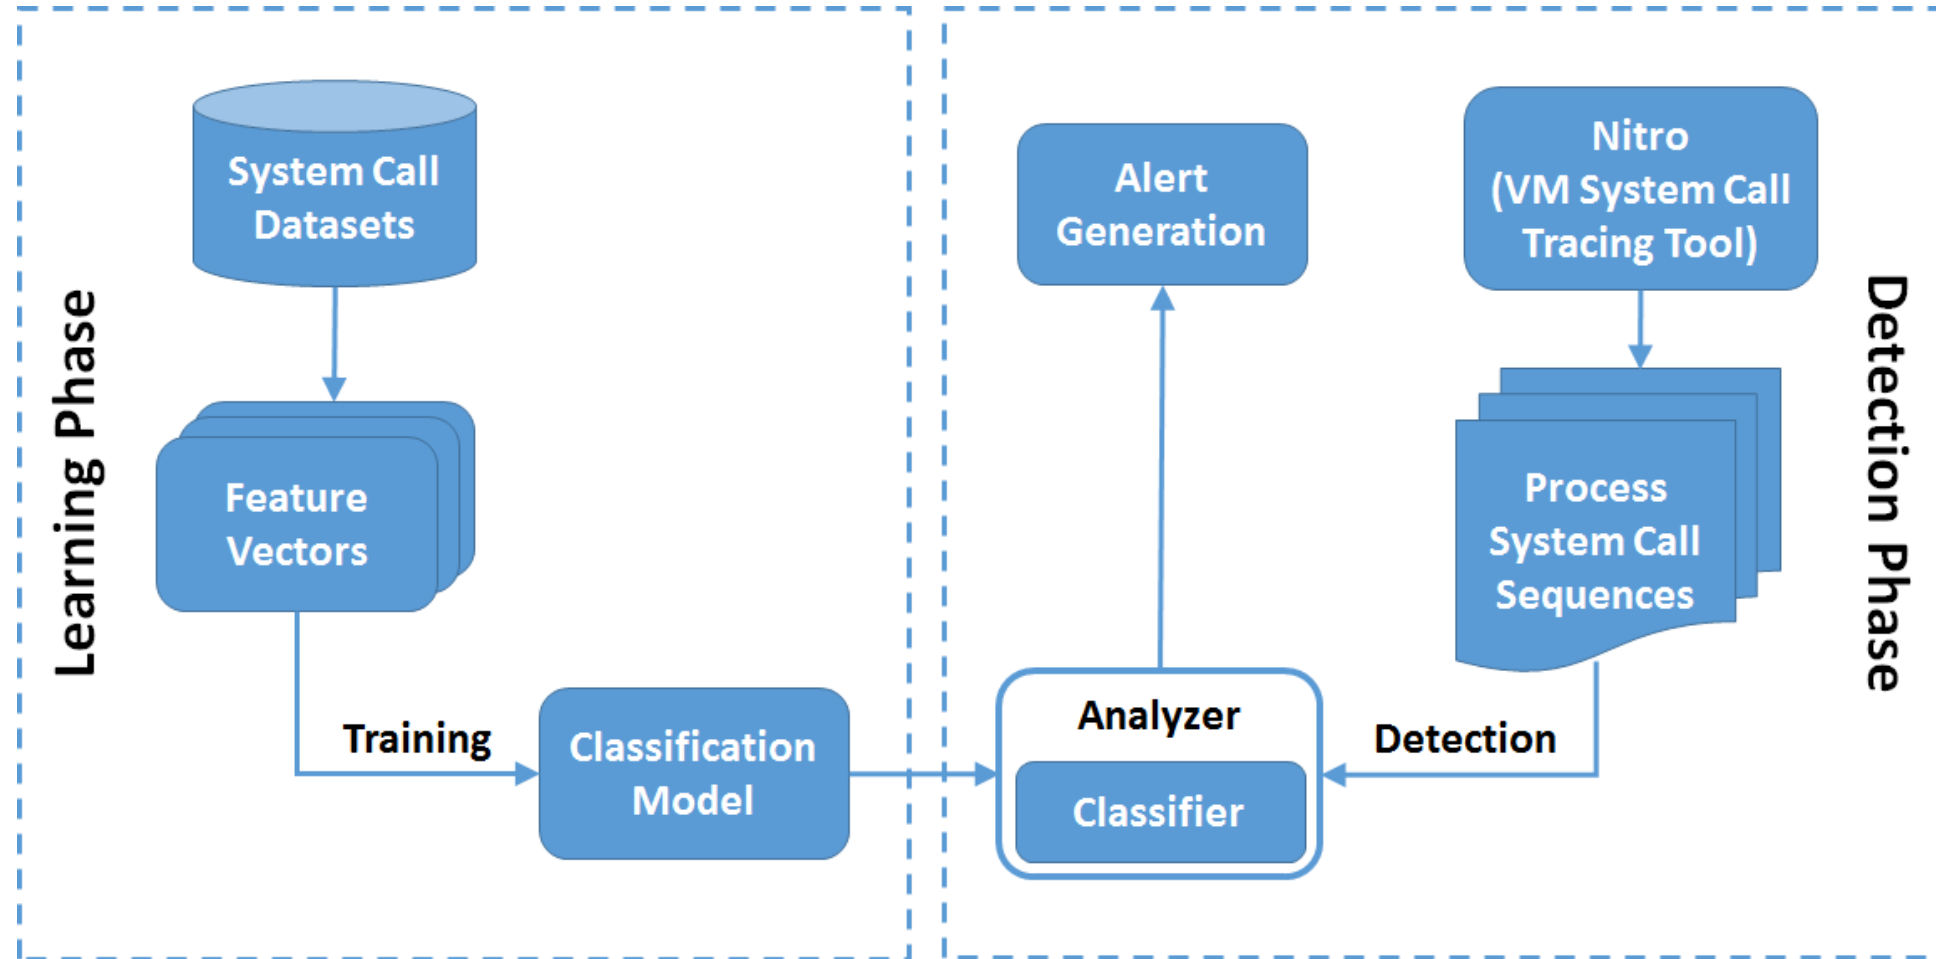 Learning Phase
System Call
Datasets
Feature
Vectors
Training
Classification
Model
Alert
Generation
Nitro
(VM System Call
Tracing Tool)
Process
System Call
Sequences
Detection
Analyzer
Classifier
Detection Phase